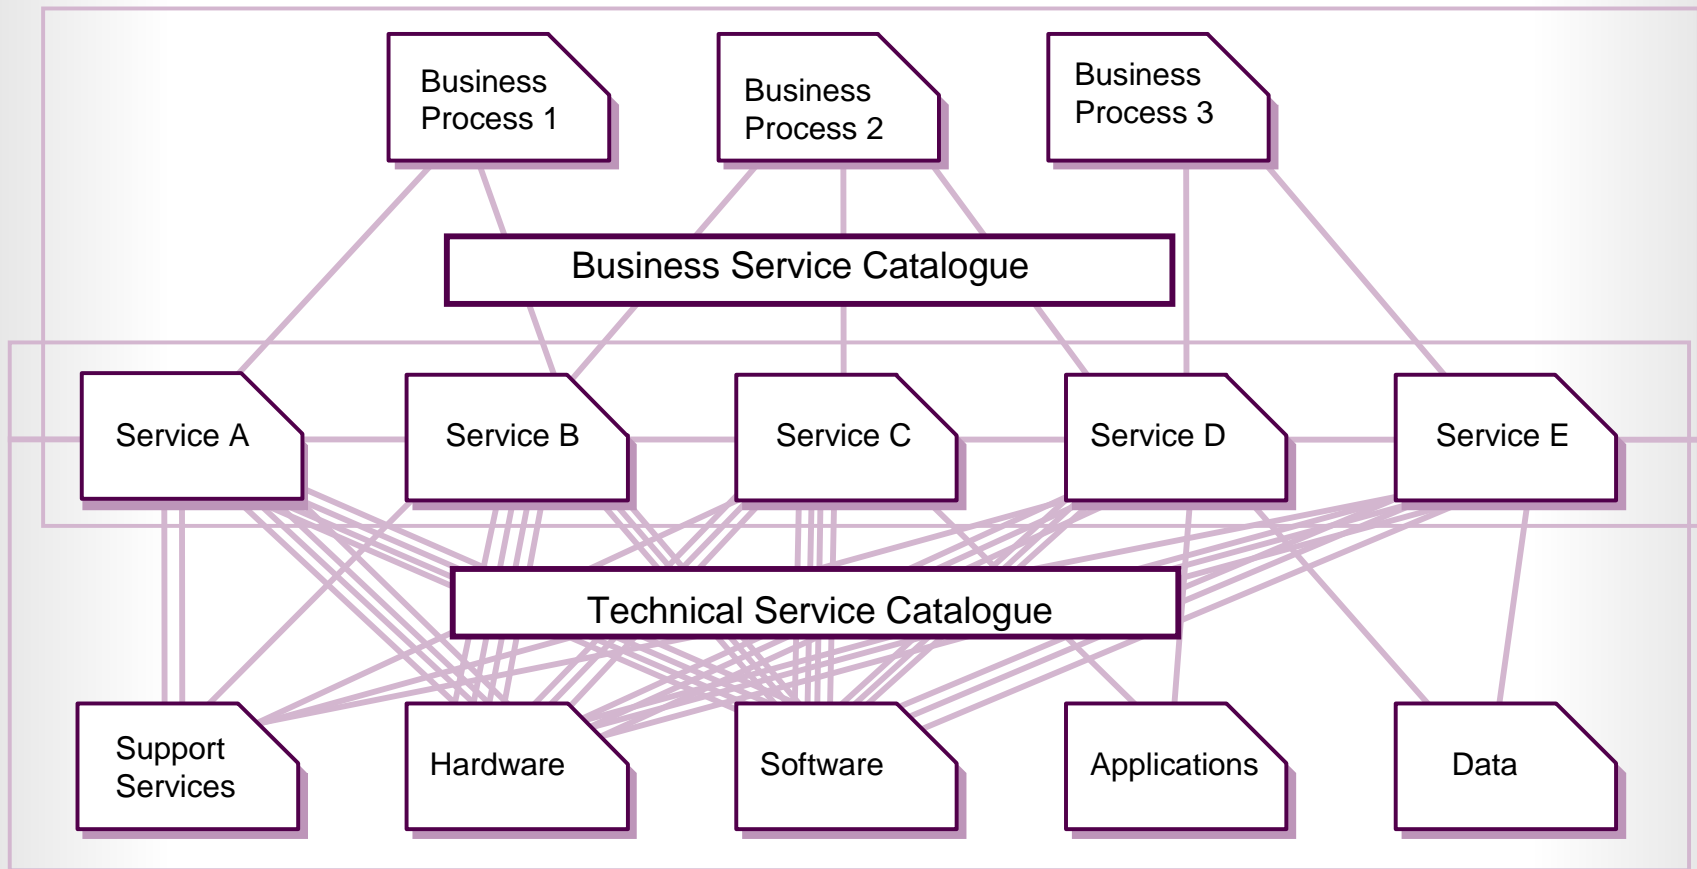 Business
Process 1
Business
Process 2
Business
Process 3
Business Service Catalogue
Service A
Service B
Service C
Service D
Service E
Technical Service Catalogue
Support
Services
Hardware
Software
Applications
Data